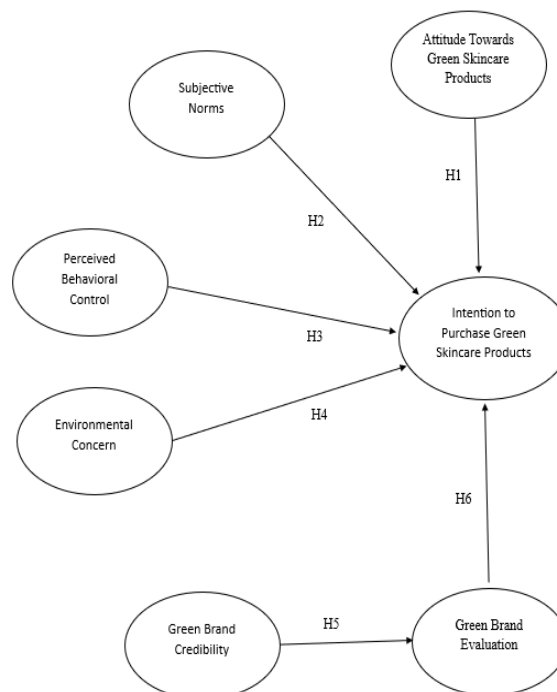 Attitude Towards
Green Skincare
Products
Subjective
Norms
H1
H2
Perceived
Behavioral
Control
Intention to
Purchase Green
Skincare Products
H3
H4
Environmental
Concern
H6
H5
Green Brand
Credibility
Green Brand
Evaluation